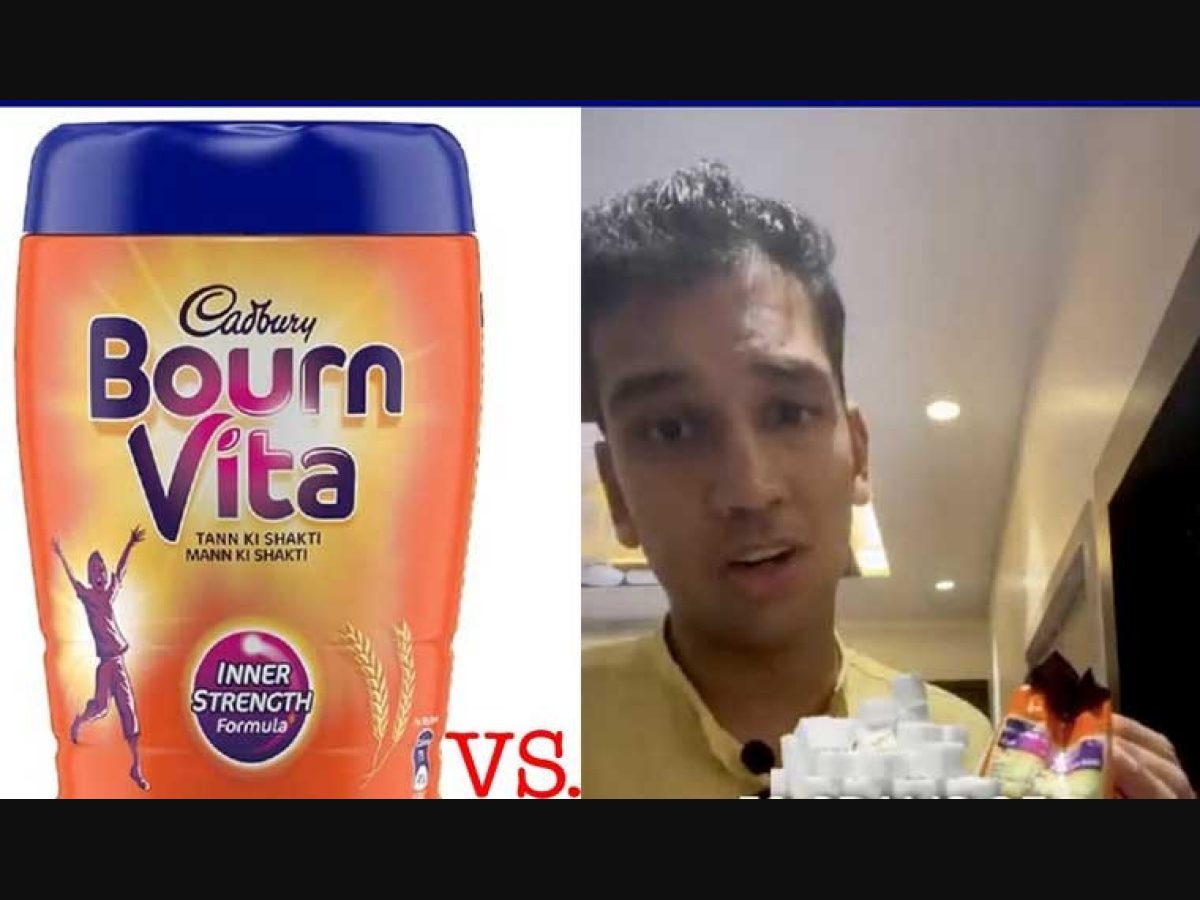 Cadbury
Bourn
Vita
TANN KI SHAKTI
MANN KI SHAKTI
INNER
STRENGTH
Formula
VS.